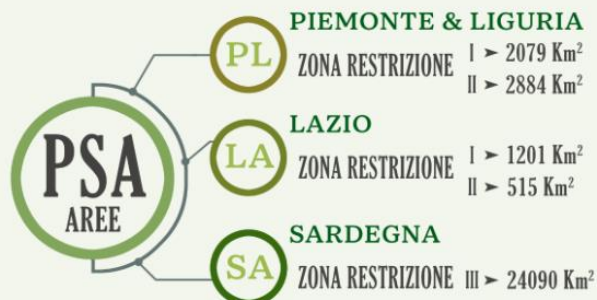 PSA
AREE
PL
PIEMONTE & LIGURIA
ZONA RESTRIZIONE
I ➤ 2079 Km²
II ➤ 2884 Km²
LA
LAZIO
ZONA RESTRIZIONE
I ➤ 1201 Km²
II ➤ 515 Km²
SA
SARDEGNA
ZONA RESTRIZIONE III ➤ 24090 Km²